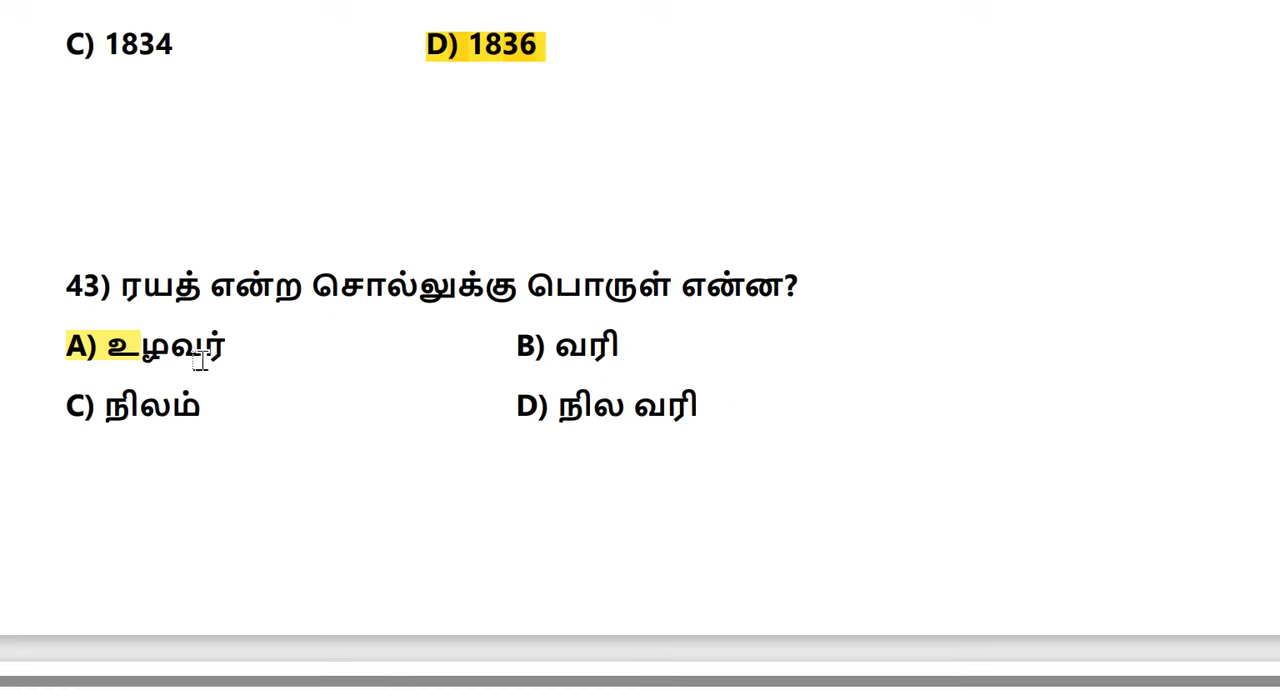 C) 1834 D) 1836
43) ரயத் என்ற சொல்லுக்கு பொருள் என்ன?
A) உழவர் B) வரி
C) நிலம் D) நில வரி